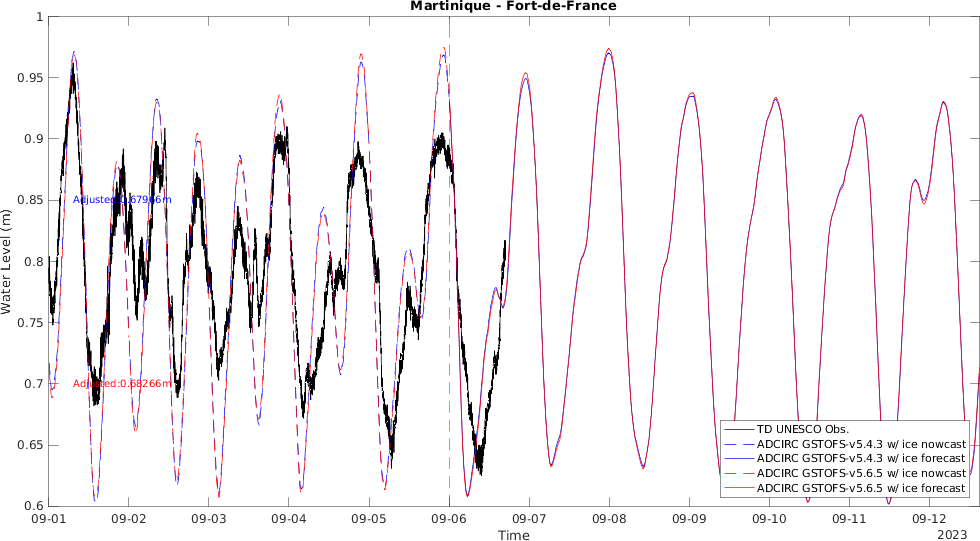 Martinique - Fort-de-France
1
0.95
0.9
0.85
0.8
0.75
0.7
0.65
0.6
Water Level (m)
Adjusted:0.67966m
Adjusted:0.68266m
TD UNESCO Obs.
ADCIRC GSTOFS-v5.4.3 w/ ice nowcast
ADCIRC GSTOFS-v5.4.3 w/ ice forecast
ADCIRC GSTOFS-v5.6.5 w/ ice nowcast
ADCIRC GSTOFS-v5.6.5 w/ ice forecast
09-01 09-02 09-03 09-04 09-05 09-06 09-07 09-08 09-09 09-10 09-11 09-12
Time
2023